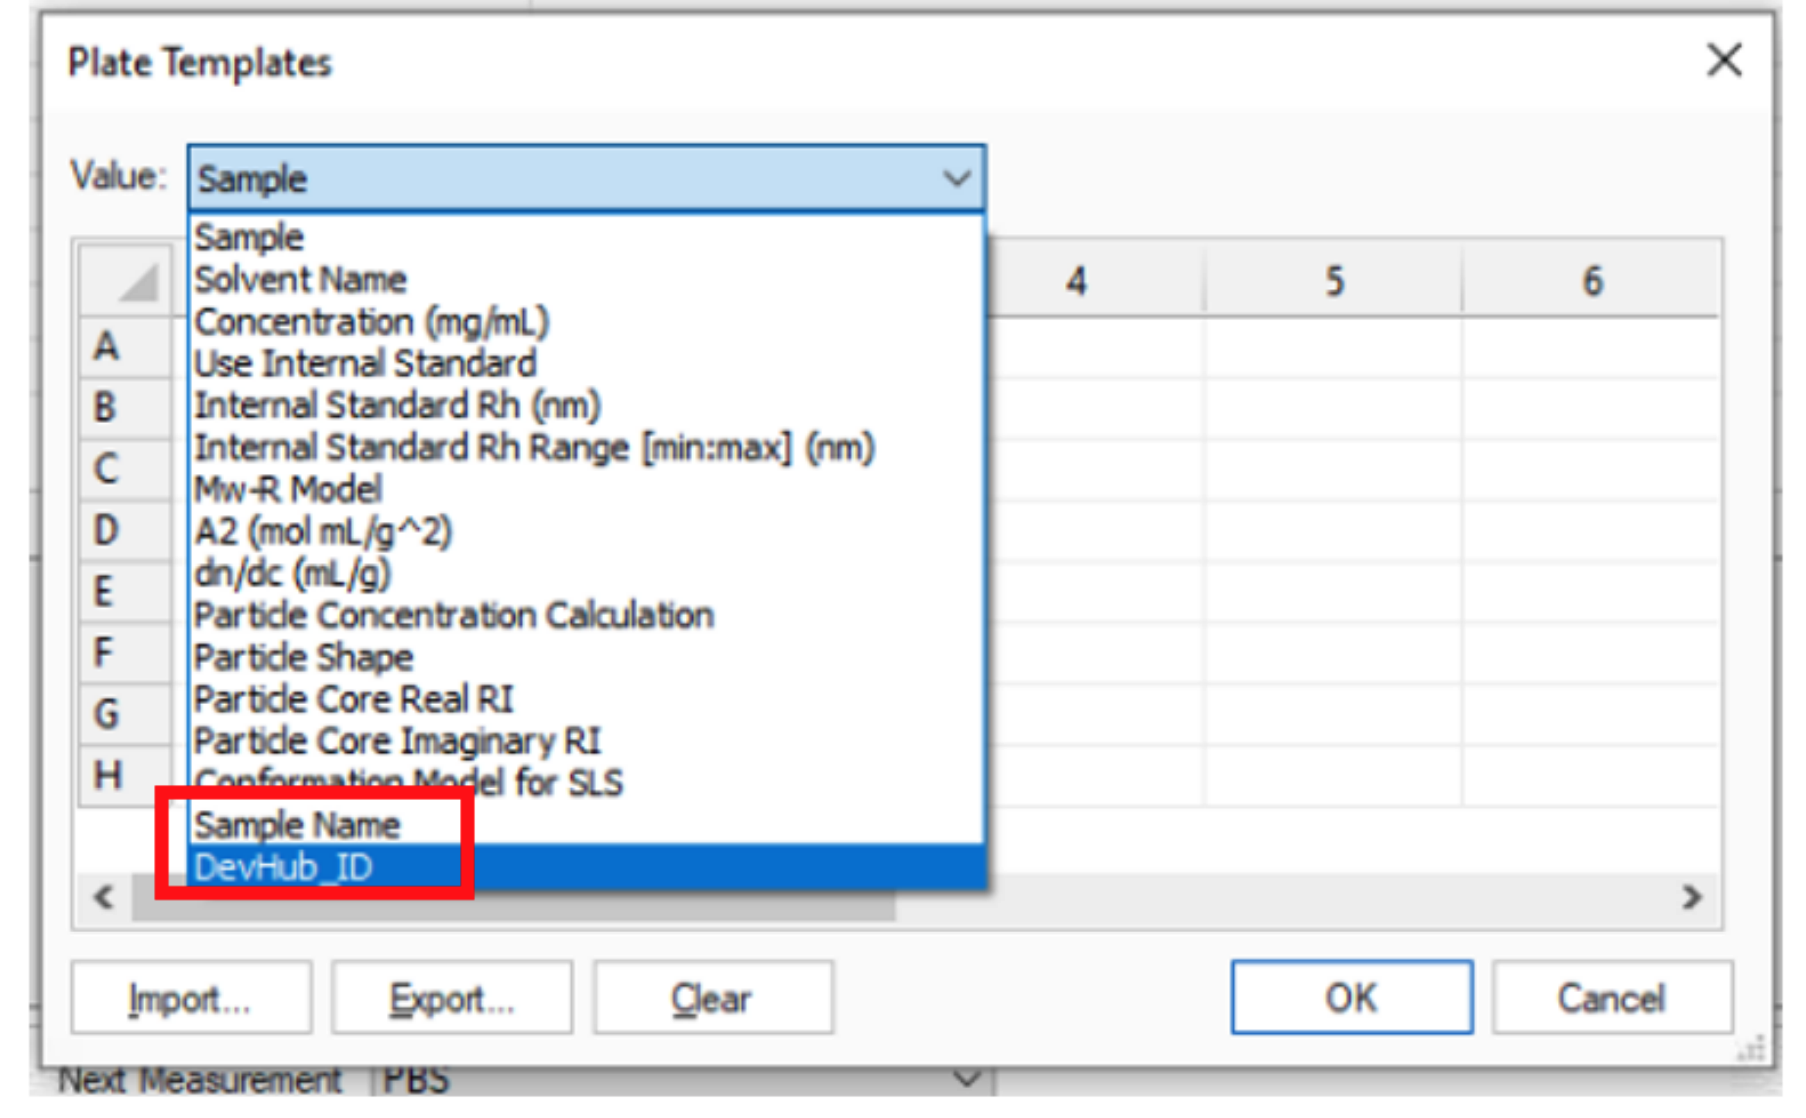 Plate Templates
Value: Sample
Sample
Solvent Name
Concentration (mg/mL)
Use Internal Standard
Internal Standard Rh (nm)
Internal Standard Rh Range [min:max] (nm)
Mw-R Model
A2 (mol mL/g^2)
dn/dc (mL/g)
Particle Concentration Calculation
Particle Shape
Particle Core Real RI
Particle Core Imaginary RI
Conformation Model for SLS
Sample Name
DevHub_ID
4 5 6
A
B
C
D
E
F
G
H
Import... Export... Clear OK Cancel
Next Measurement PBS